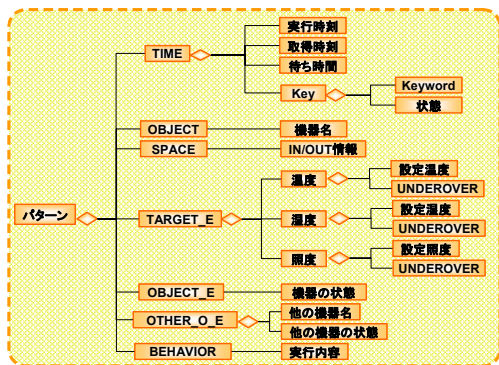 実行時刻
TIME
取得時刻
待ち時間
Key
Keyword
状態
OBJECT
機器名
SPACE
IN/OUT情報
温度
設定温度
UNDEROVER
パターン
TARGET_E
湿度
設定湿度
UNDEROVER
照度
設定照度
UNDEROVER
OBJECT_E
機器の状態
OTHER_O_E
他の機器名
他の機器の状態
BEHAVIOR
実行内容